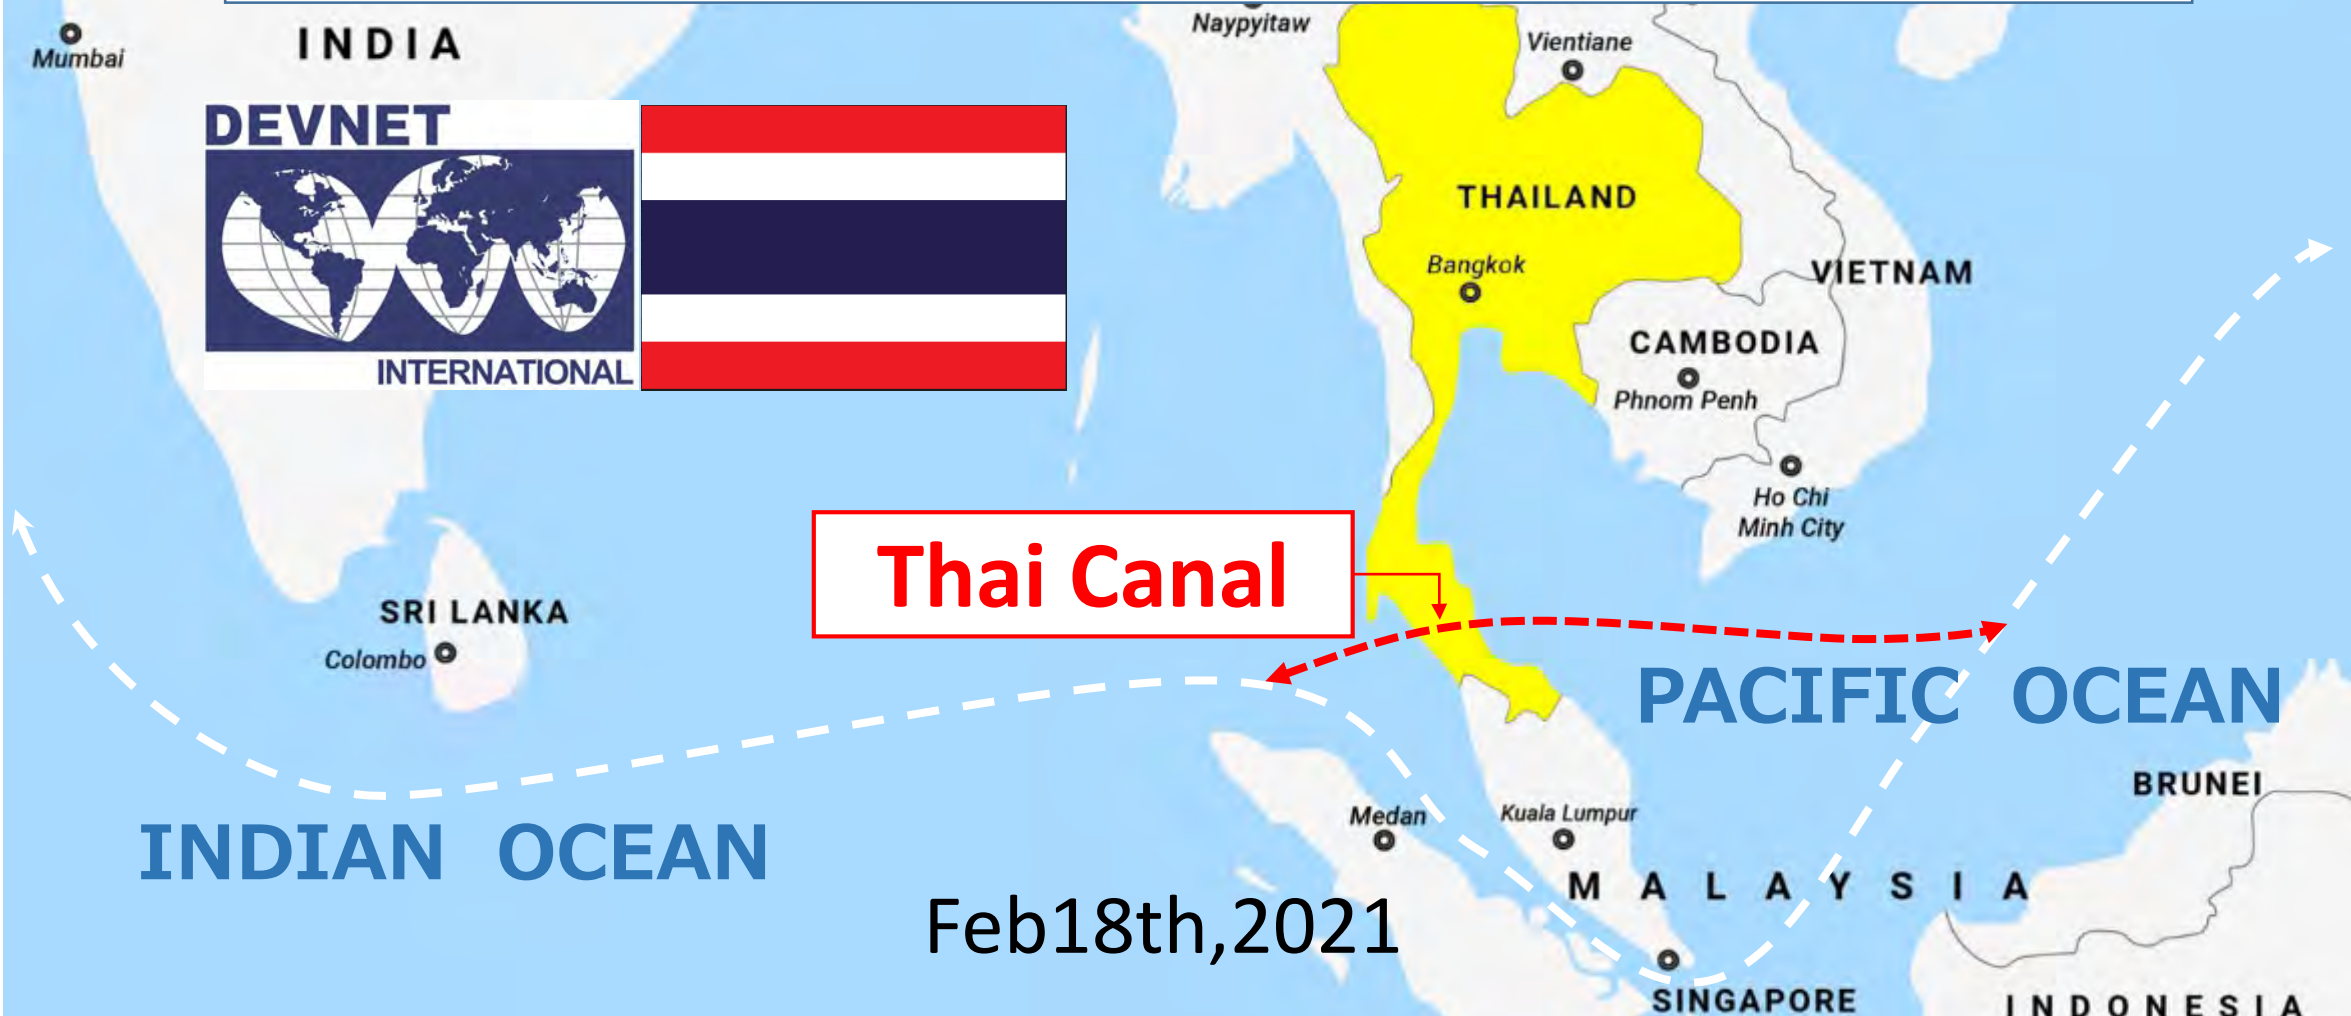 Naypyitaw
Mumbai
INDIA
Vientiane
DEVNET
INTERNATIONAL
THAILAND
Bangkok
VIETNAM
CAMBODIA
Phnom Penh
Ho Chi
Minh City
Thai Canal
SRI LANKA
Colombo
PACIFIC OCEAN
BRUNEI
Medan
Kuala Lumpur
INDIAN OCEAN
MALAYSIA
Feb18th,2021
SINGAPORE
INDONESIA